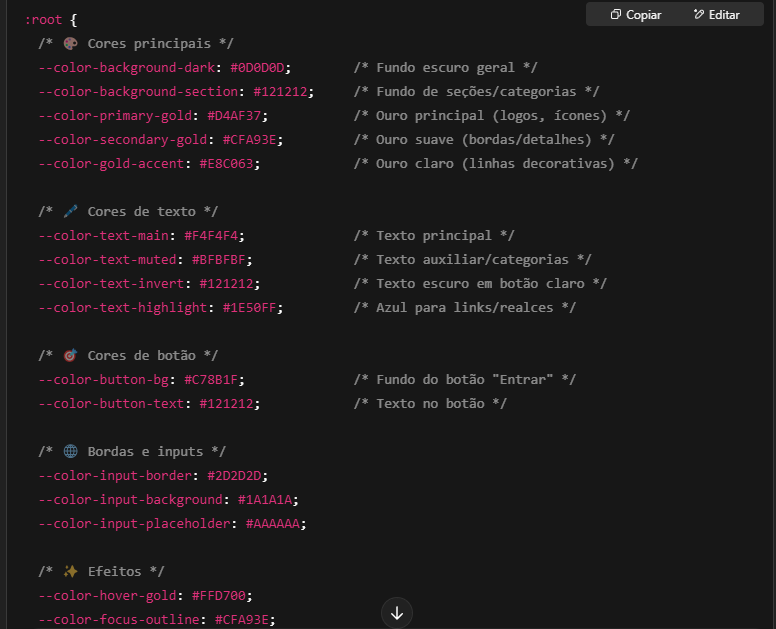 Copiar Editar
:root {
/* 🎨 Cores principais */
--color-background-dark: #0D0D0D; /* Fundo escuro geral */
--color-background-section: #121212; /* Fundo de seções/categorias */
--color-primary-gold: #D4AF37; /* Ouro principal (logos, ícones) */
--color-secondary-gold: #CFA93E; /* Ouro suave (bordas/detalhes) */
--color-gold-accent: #E8C063; /* Ouro claro (linhas decorativas) */
/* 🖋️ Cores de texto */
--color-text-main: #F4F4F4; /* Texto principal */
--color-text-muted: #BFBFBF; /* Texto auxiliar/categorias */
--color-text-invert: #121212; /* Texto escuro em botão claro */
--color-text-highlight: #1E50FF; /* Azul para links/realces */
/* 🎯 Cores de botão */
--color-button-bg: #C78B1F; /* Fundo do botão "Entrar" */
--color-button-text: #121212; /* Texto no botão */
/* 🌐 Bordas e inputs */
--color-input-border: #2D2D2D;
--color-input-background: #1A1A1A;
--color-input-placeholder: #AAAAAA;
/* ✨ Efeitos */
--color-hover-gold: #FFD700;
--color-focus-outline: #CFA93E;